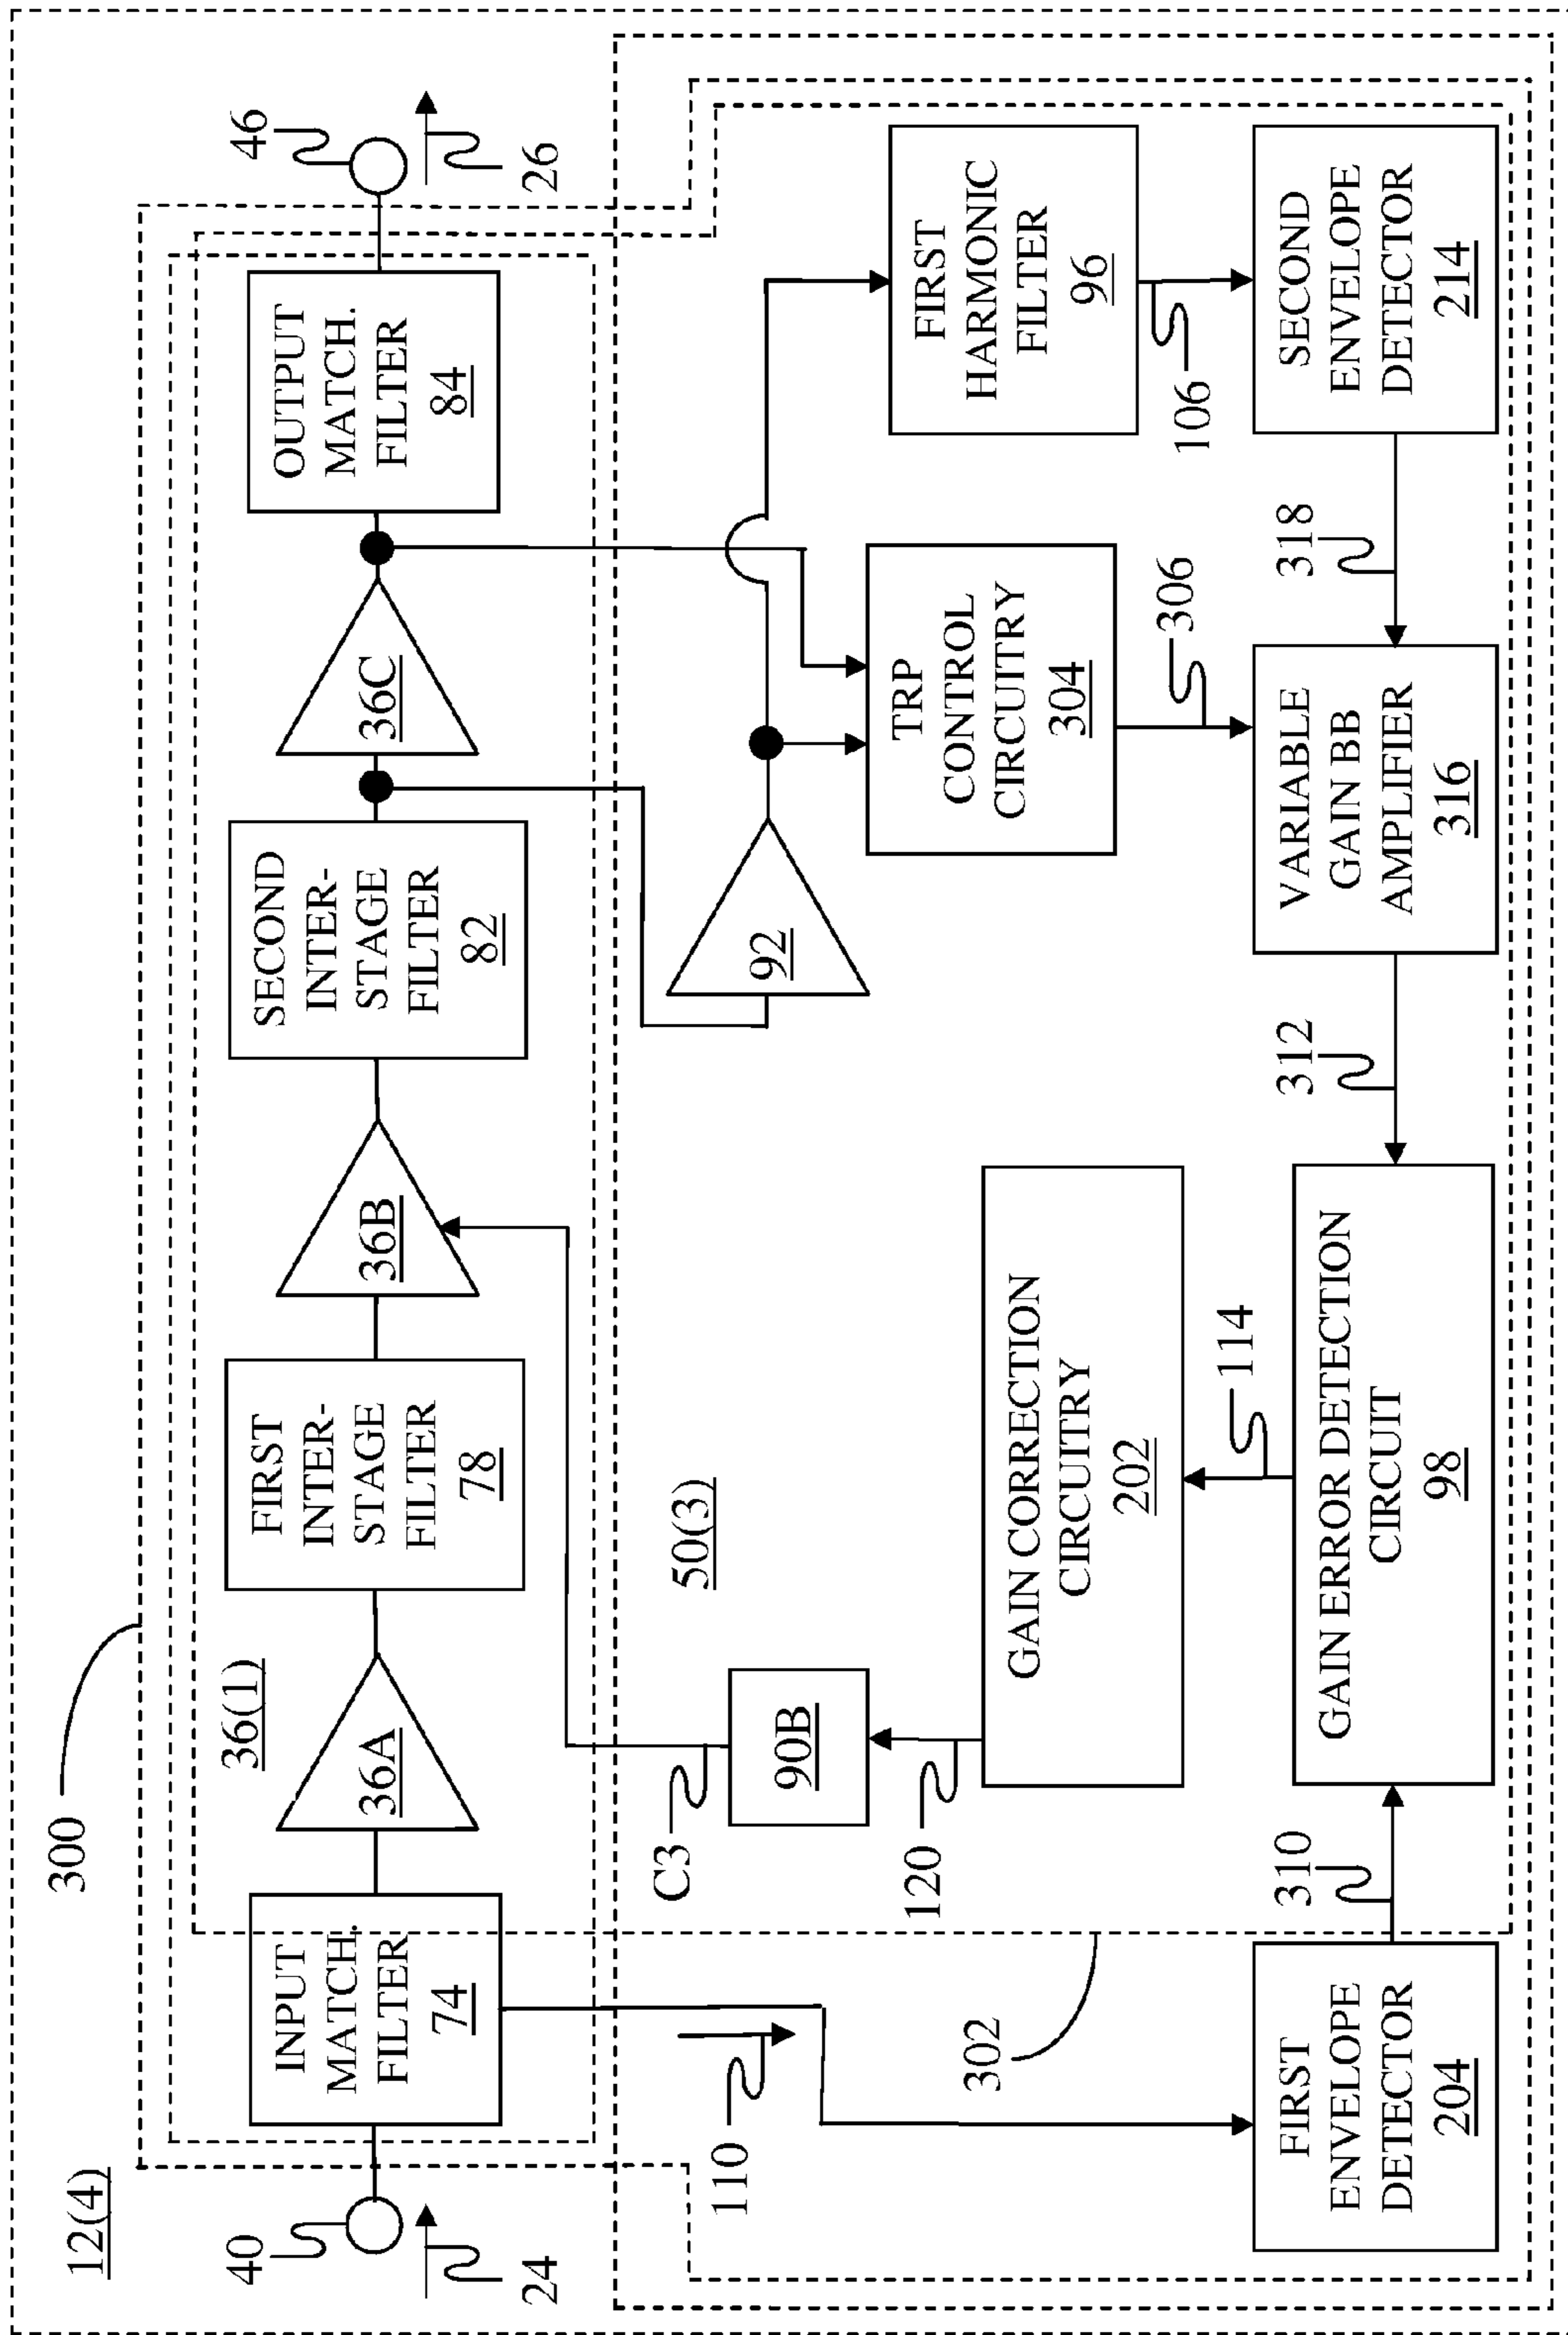 12(4)
300
40
24
INPUT
MATCH.
FILTER
74
36(1)
36A
FIRST
INTER-
STAGE
FILTER
78
36B
SECOND
INTER-
STAGE
FILTER
82
36C
OUTPUT
MATCH.
FILTER
84
46
26
110
C3
90B
50(3)
92
120
302
GAIN CORRECTION
CIRCUITRY
202
TRP
CONTROL
CIRCUITRY
304
FIRST
HARMONIC
FILTER
96
114
306
106
FIRST
ENVELOPE
DETECTOR
204
310
GAIN ERROR DETECTION
CIRCUIT
98
312
VARIABLE
GAIN BB
AMPLIFIER
316
318
SECOND
ENVELOPE
DETECTOR
214